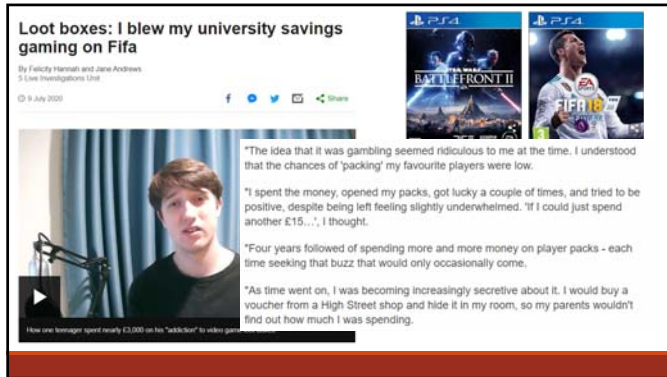 Loot boxes: I blew my university savings
gaming on Fifa
By Felicity Hannah and Jane Andrews
5 Live Investigations Unit
9 July 2020
Share
PS4
STAR WARS
BATTLEFRONT II
PS4
EA
SPORTS
FIFA 18
3
"The idea that it was gambling seemed ridiculous to me at the time. I understood
that the chances of 'packing' my favourite players were low.
"I spent the money, opened my packs, got lucky a couple of times, and tried to be
positive, despite being left feeling slightly underwhelmed. 'If I could just spend
another £15…', I thought.
"Four years followed of spending more and more money on player packs - each
time seeking that buzz that would only occasionally come.
"As time went on, I was becoming increasingly secretive about it. I would buy a
voucher from a High Street shop and hide it in my room, so my parents wouldn't
find out how much I was spending.
How one teenager spent nearly £3,000 on his "addiction" to video game